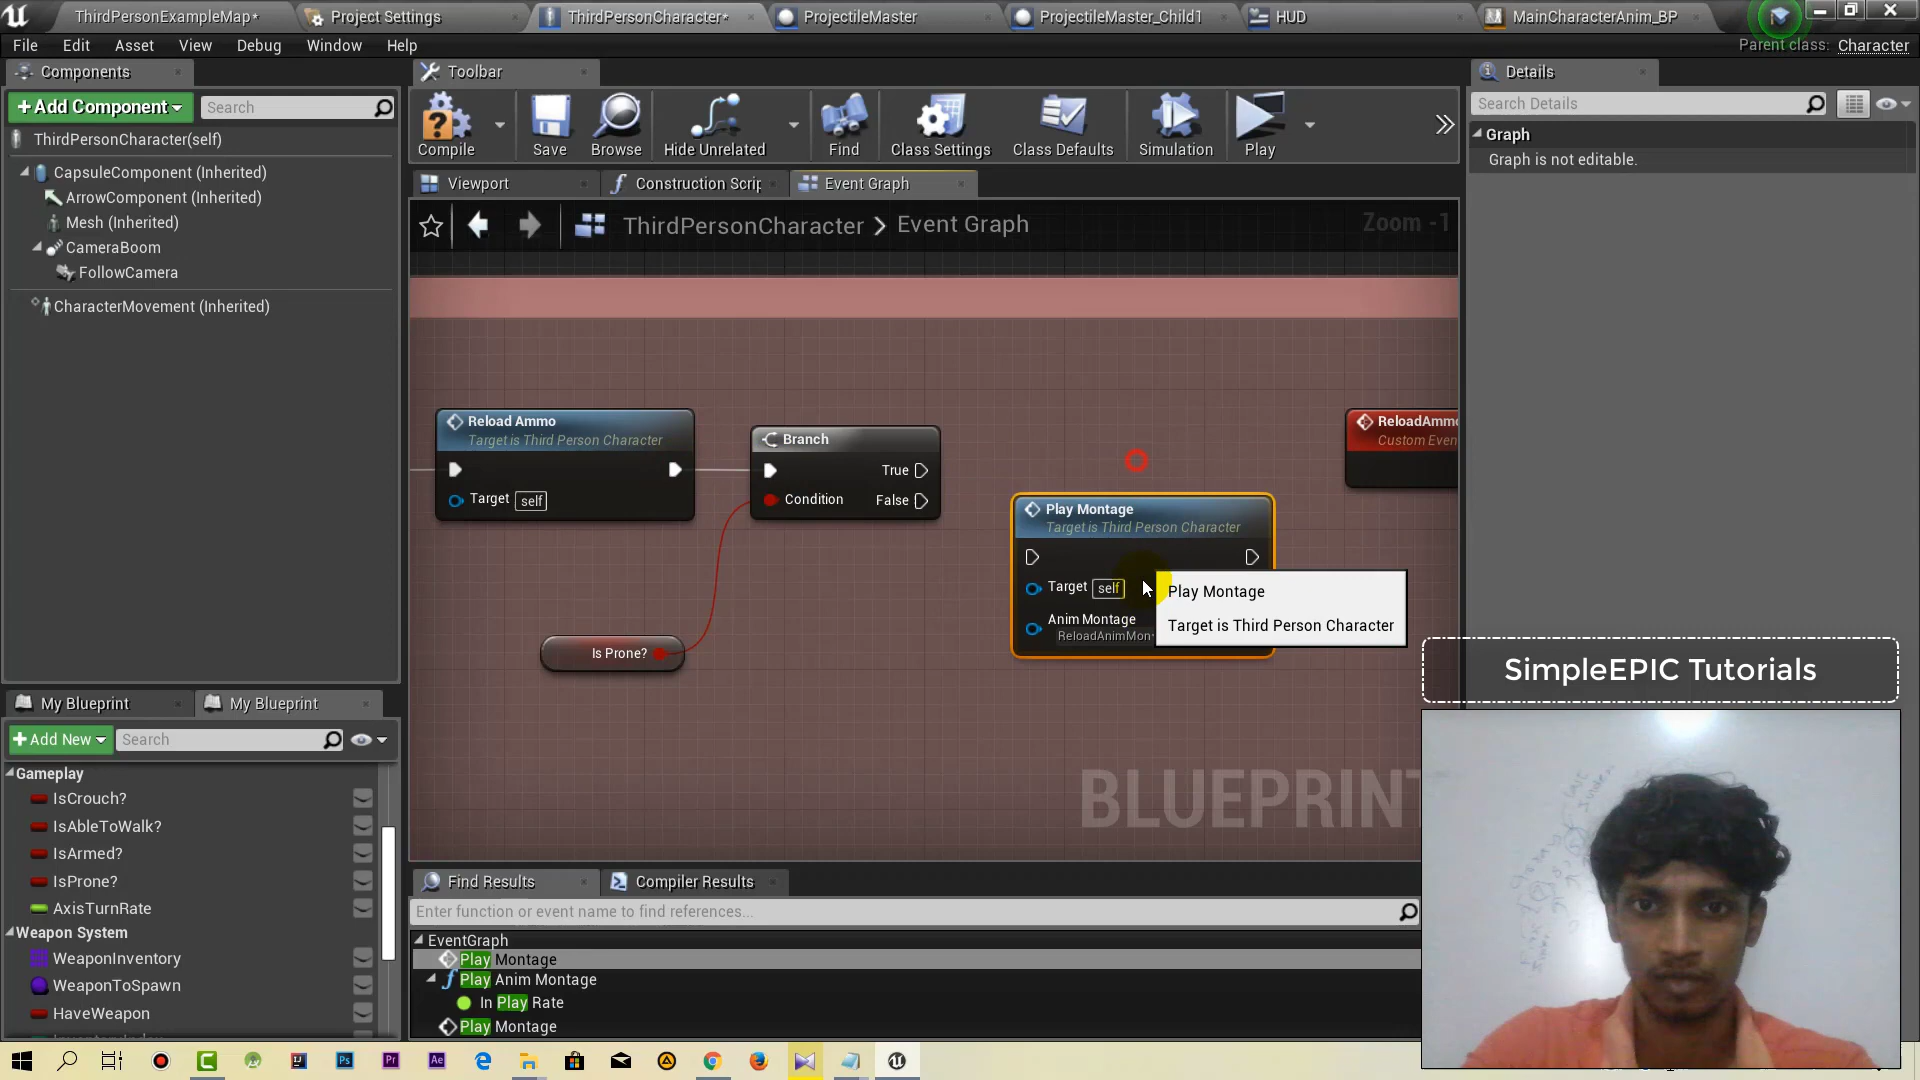 ThirdPersonExampleMap*
Project Settings
ThirdPersonCharacter*
ProjectileMaster
ProjectileMaster_Child1
HUD
MainCharacterAnim_BP
File Edit Asset View Debug Window Help
Parent class: Character
Components
Toolbar
Details
+Add Component
Search
Search Details
ThirdPersonCharacter(self)
CapsuleComponent (Inherited)
ArrowComponent (Inherited)
Mesh (Inherited)
CameraBoom
FollowCamera
CharacterMovement (Inherited)
Compile
Save
Browse
Hide Unrelated
Find
Class Settings
Class Defaults
Simulation
Play
Graph
Graph is not editable.
Viewport
Construction Scrip
Event Graph
ThirdPersonCharacter > Event Graph
Zoom -1
Reload Ammo
Target is Third Person Character
Target self
Branch
True
Condition
False
Is Prone?
Play Montage
Target is Third Person Character
Target self
Anim Montage
ReloadAnimMon
Play Montage
Target is Third Person Character
ReloadAmm
Custom Even
BLUEPRINT
SimpleEPIC Tutorials
My Blueprint
My Blueprint
+Add New
Search
Gameplay
IsCrouch?
IsAbleToWalk?
IsArmed?
IsProne?
AxisTurnRate
Weapon System
WeaponInventory
WeaponToSpawn
HaveWeapon
Find Results
Compiler Results
Enter function or event name to find references...
EventGraph
Play Montage
Play Anim Montage
In Play Rate
Play Montage